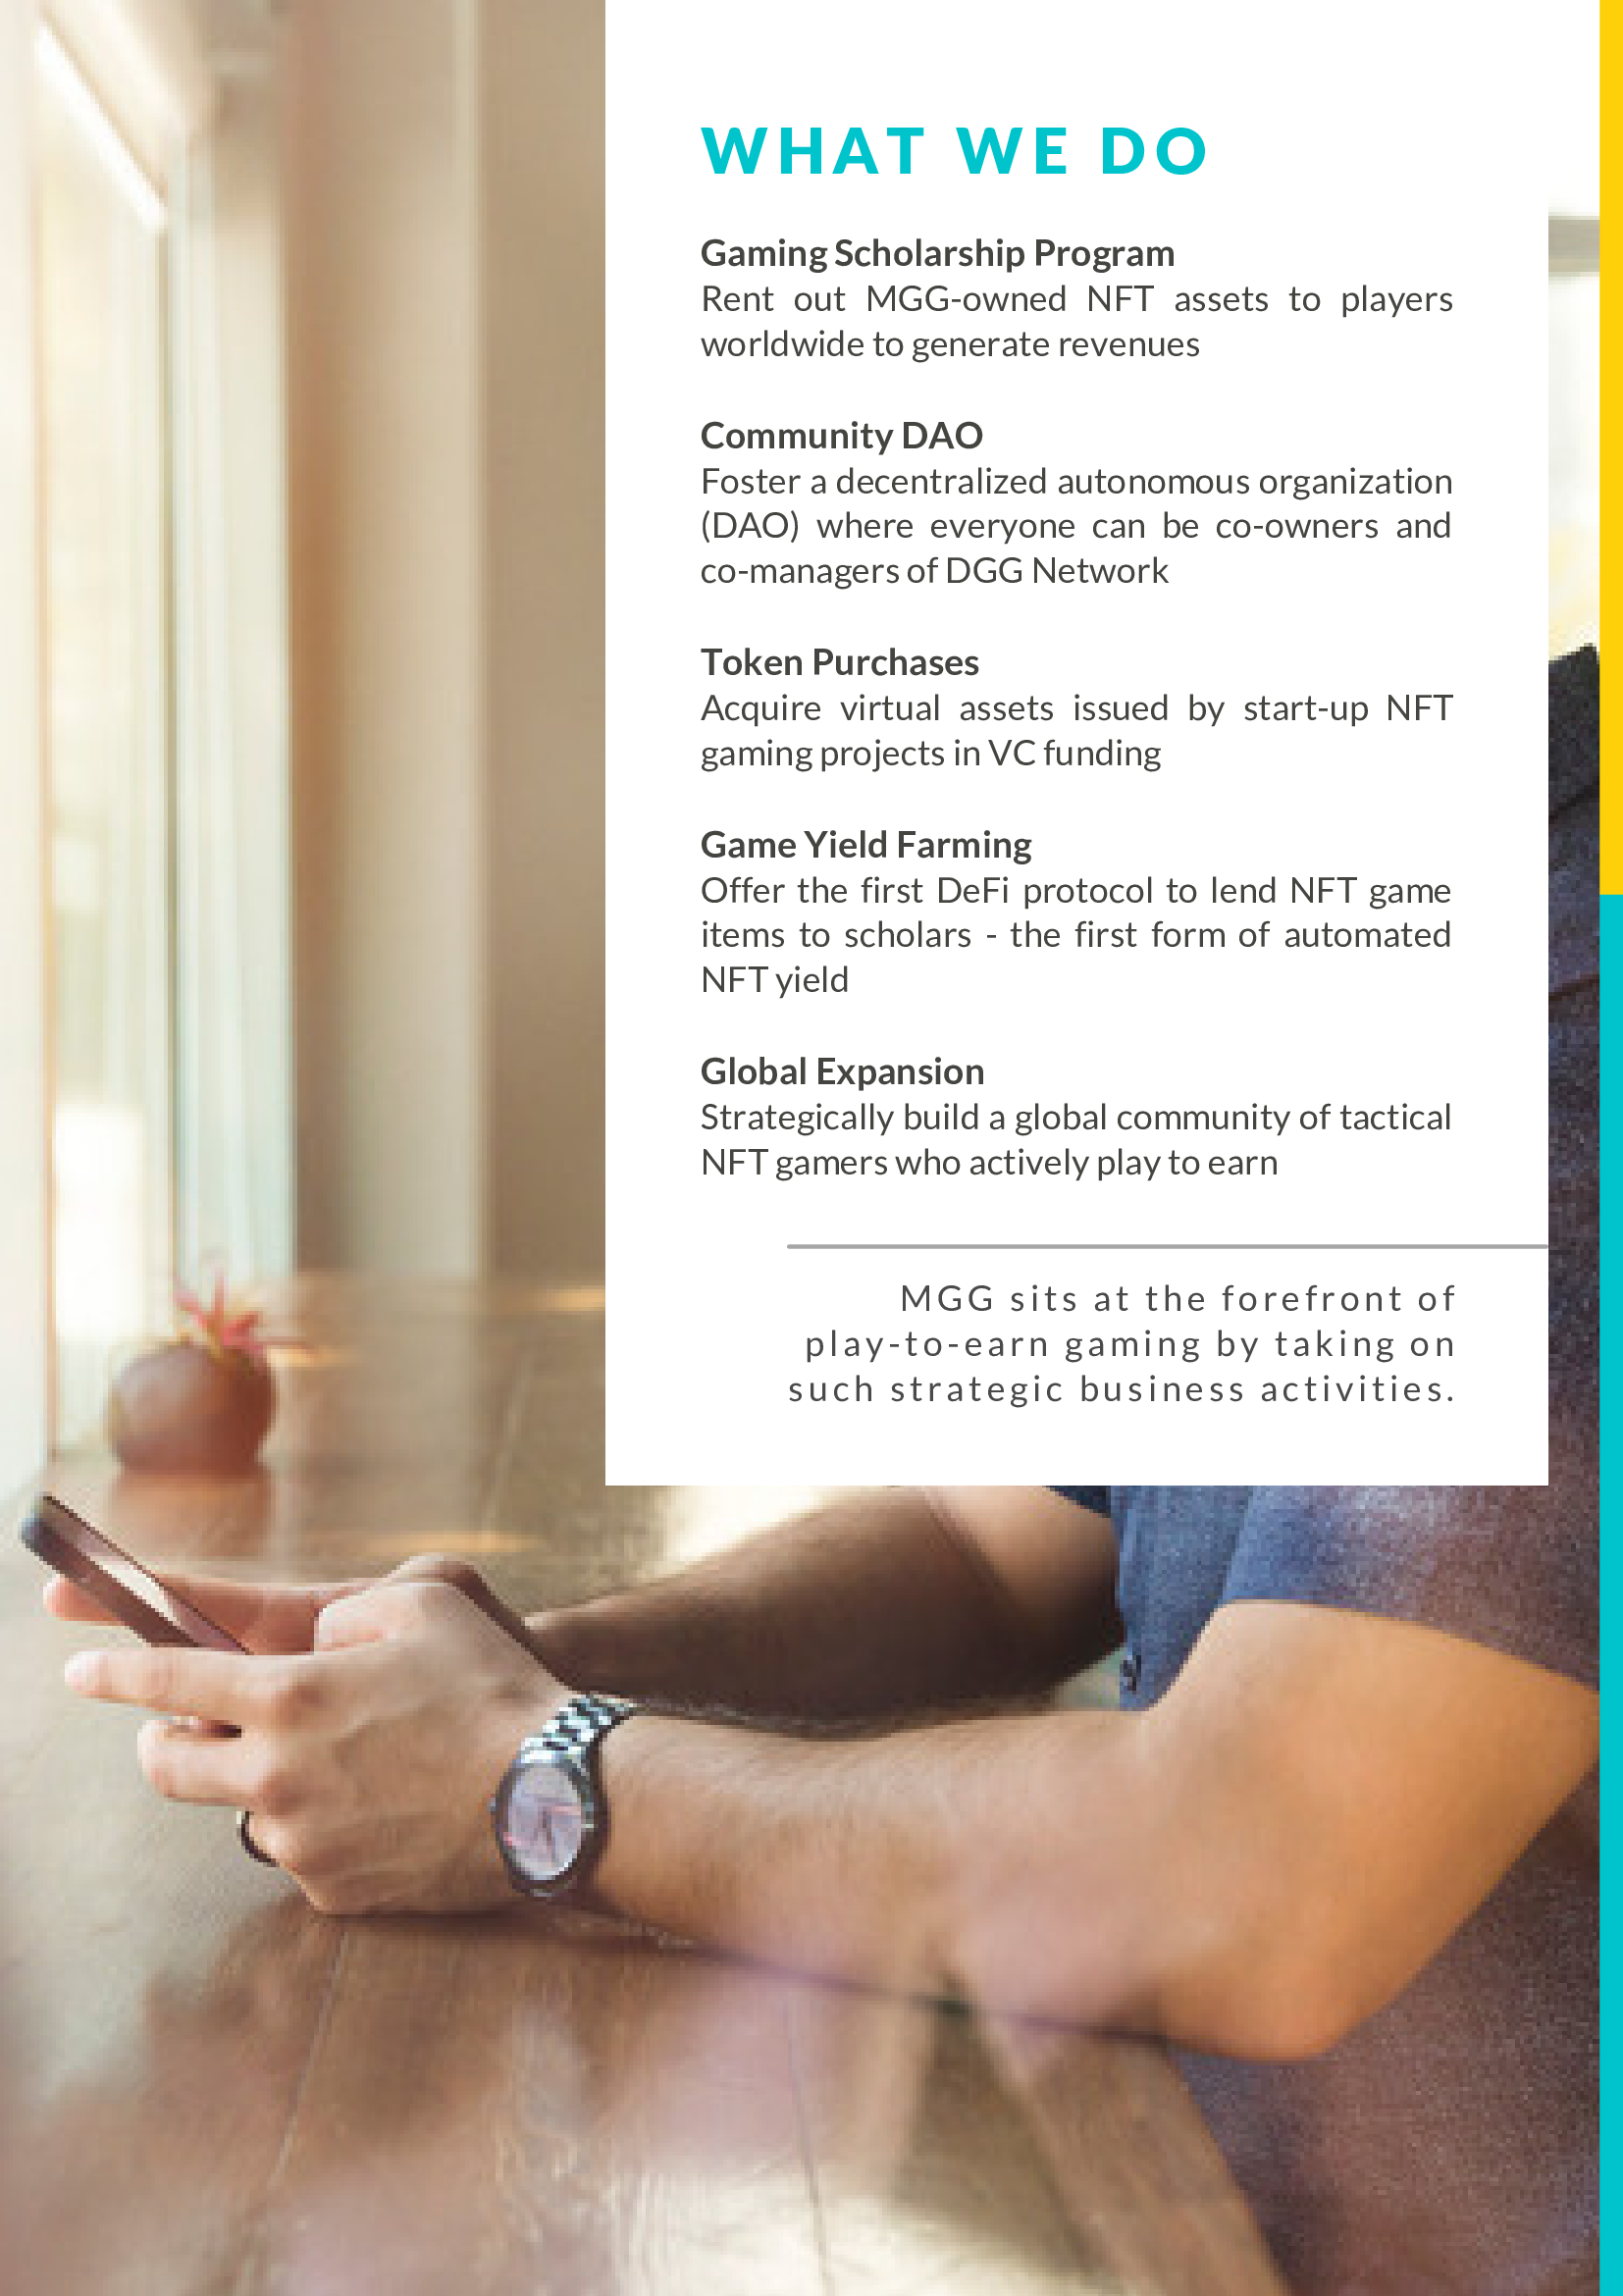 WHAT WE DO
Gaming Scholarship Program
Rent out MGG-owned NFT assets to players
worldwide to generate revenues
Community DAO
Foster a decentralized autonomous organization
(DAO) where everyone can be co-owners and
co-managers of DGG Network
Token Purchases
Acquire virtual assets issued by start-up NFT
gaming projects in VC funding
Game Yield Farming
Offer the first DeFi protocol to lend NFT game
items to scholars - the first form of automated
NFT yield
Global Expansion
Strategically build a global community of tactical
NFT gamers who actively play to earn
MGG sits at the forefront of
play-to-earn gaming by taking on
such strategic business activities.